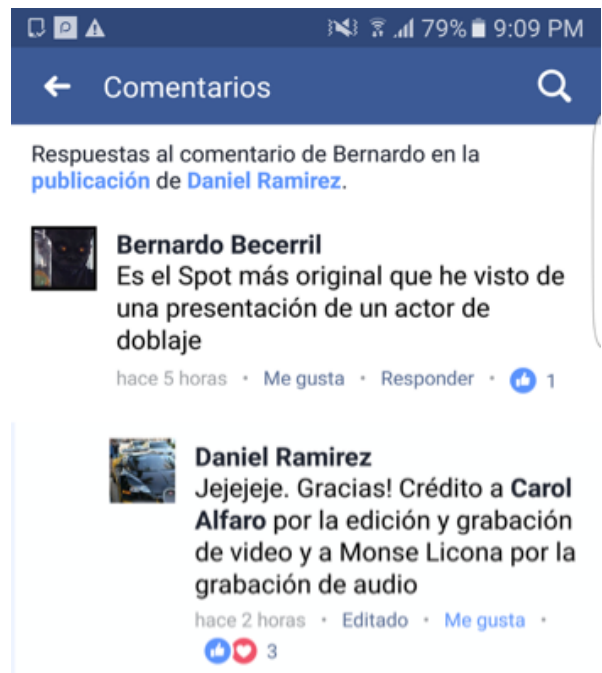 79% 9:09 PM
Comentarios
Respuestas al comentario de Bernardo en la
publicación de Daniel Ramirez.
Bernardo Becerril
Es el Spot más original que he visto de
una presentación de un actor de
doblaje
hace 5 horas · Me gusta · Responder · 1
Daniel Ramirez
Jejejeje. Gracias! Crédito a Carol
Alfaro por la edición y grabación
de video y a Monse Licona por la
grabación de audio
hace 2 horas · Editado · Me gusta ·
3